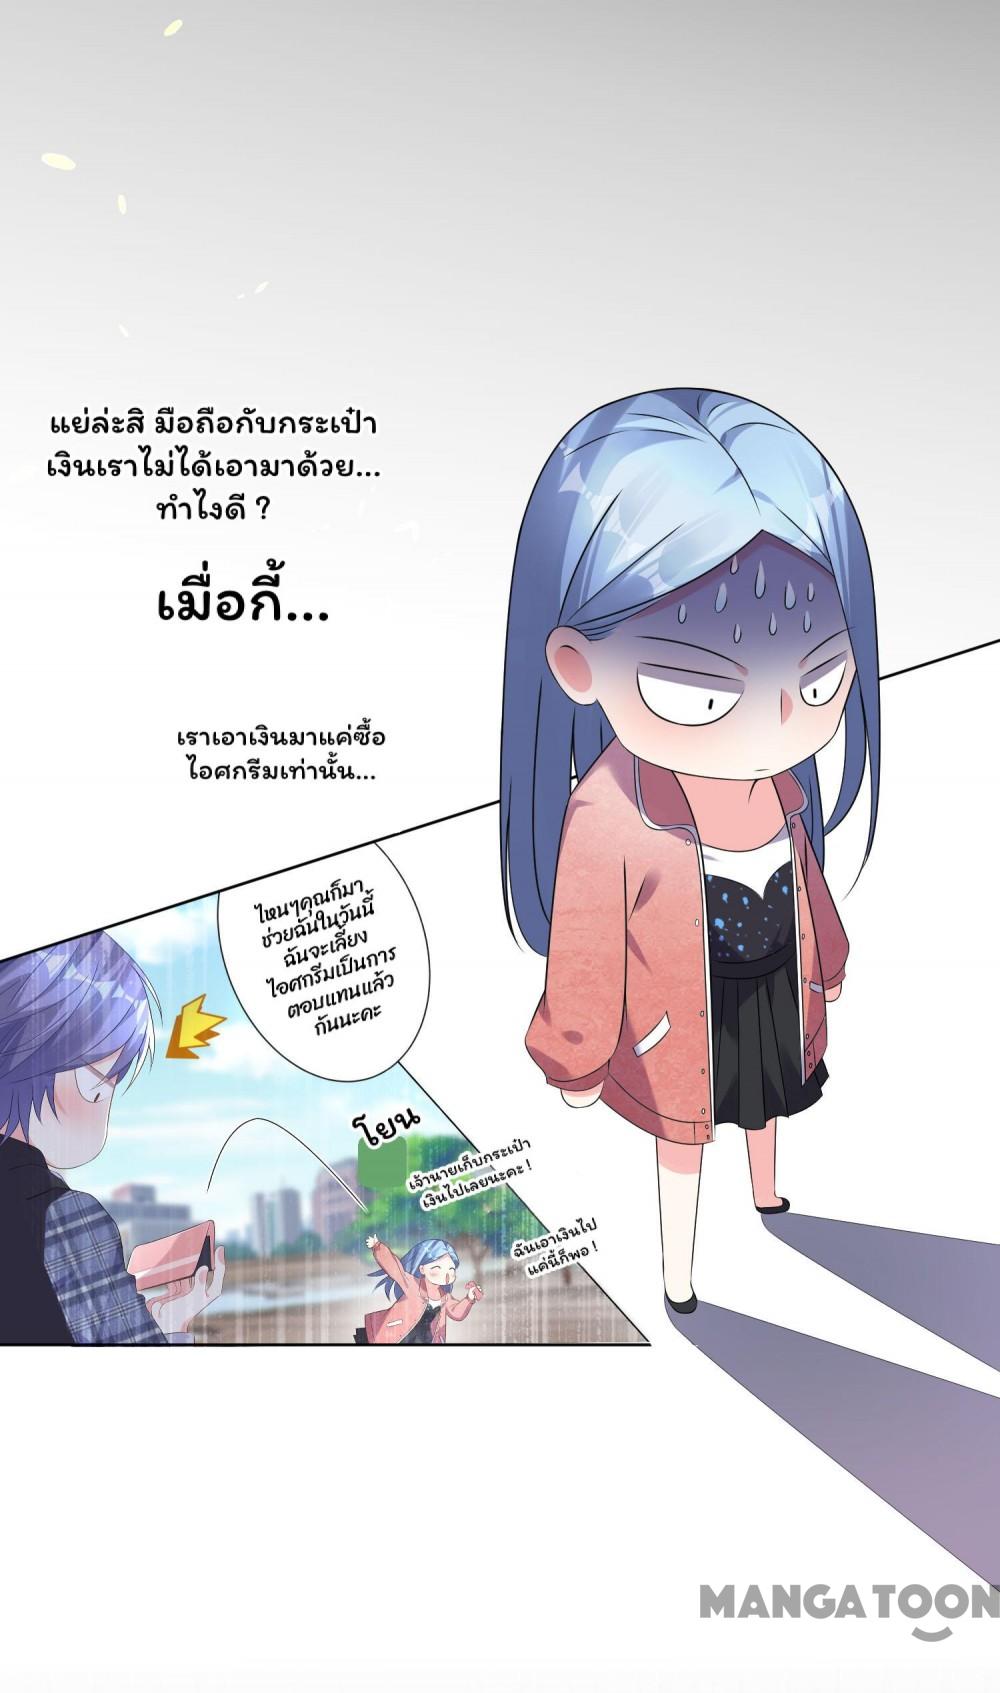 แย่ล่ะสิ มือถือกับกระเป๋า
เงินเราไม่ได้เอามาด้วย...
ทำไงดี ?
เมื่อกี้...
เราเอาเงินมาแค่ซื้อ
ไอศกรีมเท่านั้น...
ไหนๆคุณก็มา
ช่วยฉันในวันนี้
ฉันจะเลี้ยง
ไอศกรีมเป็นการ
ตอบแทนแล้ว
กันนะคะ
โยน
เจ้านายเก็บกระเป๋า
เงินไปเลยนะคะ !
ฉันเอาเงินไป
แค่นี้ก็พอ !
MANGATOON